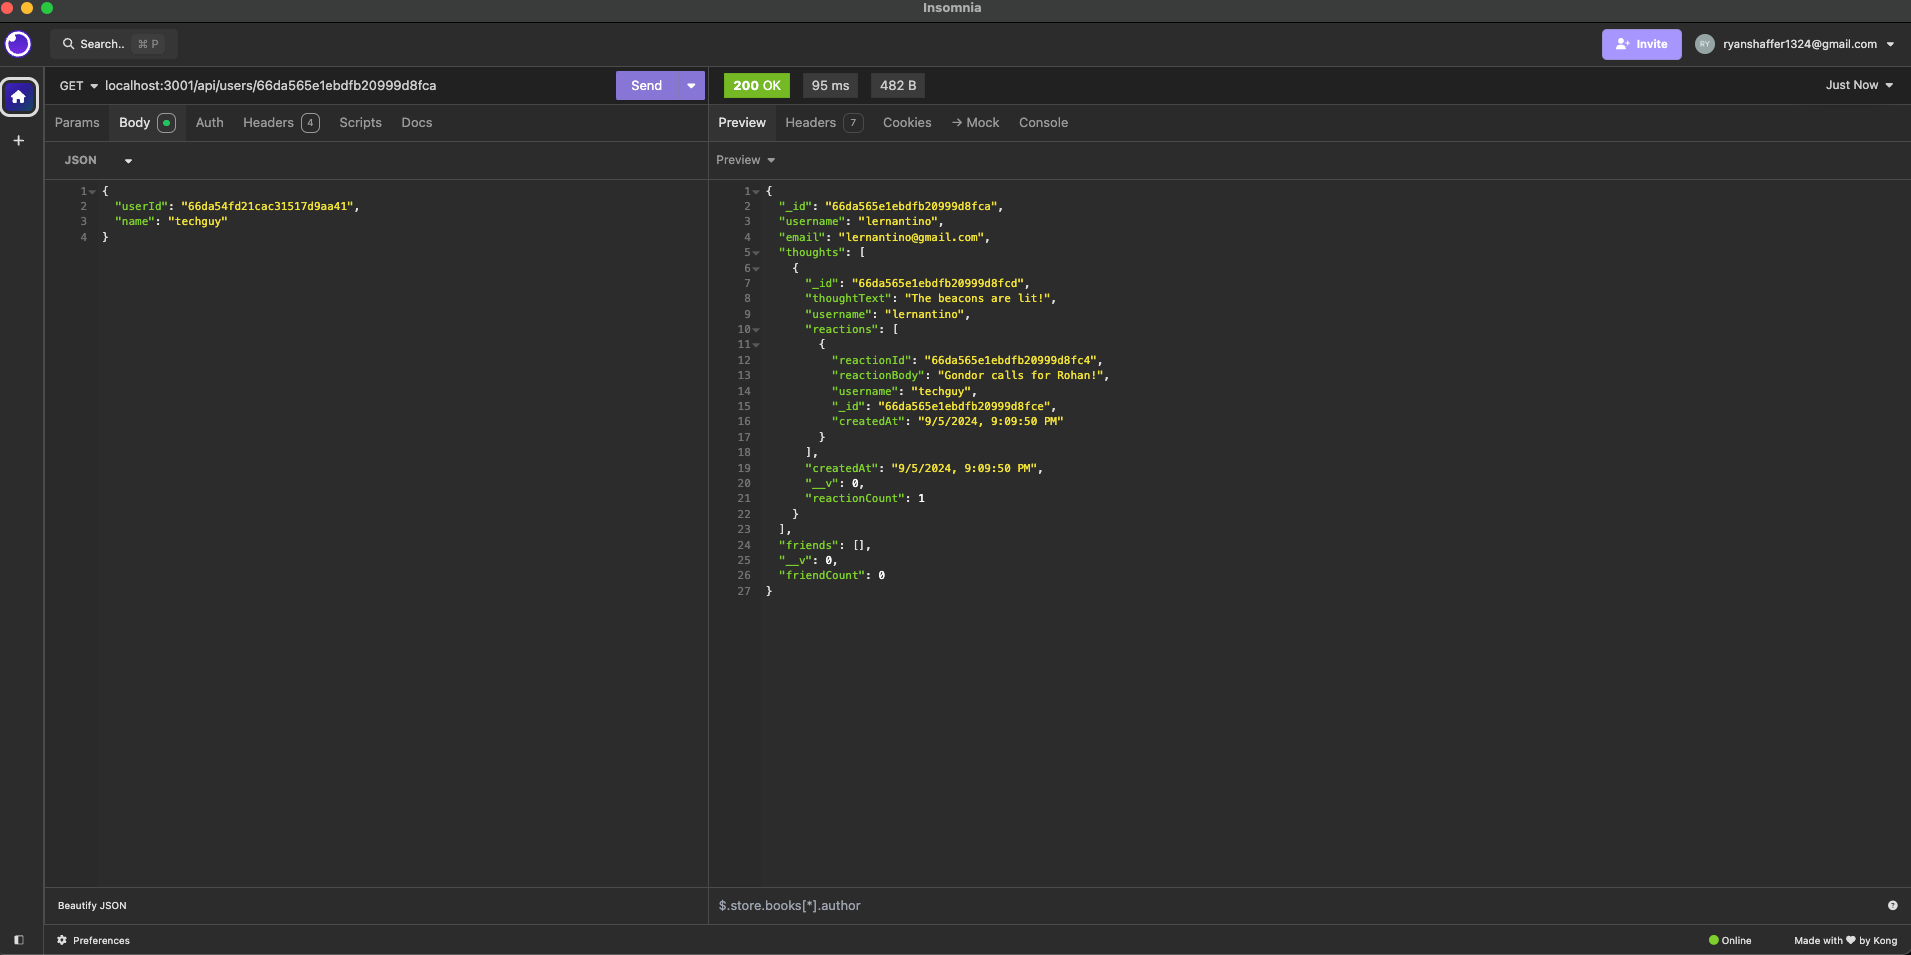 Insomnia
Search.. ⌘ P
Invite
RY ryanshaffer1324@gmail.com
GET localhost:3001/api/users/66da565e1ebdfb20999d8fca
Send
200 OK 95 ms 482 B
Just Now
Params Body Auth Headers 4 Scripts Docs
Preview Headers 7 Cookies → Mock Console
JSON
Preview
1 {
2 "userId": "66da54fd21cac31517d9aa41",
3 "name": "techguy"
4 }
1 {
2 "_id": "66da565e1ebdfb20999d8fca",
3 "username": "lernantino",
4 "email": "lernantino@gmail.com",
5 "thoughts": [
6 {
7 "_id": "66da565e1ebdfb20999d8fcd",
8 "thoughtText": "The beacons are lit!",
9 "username": "lernantino",
10 "reactions": [
11 {
12 "reactionId": "66da565e1ebdfb20999d8fc4",
13 "reactionBody": "Gondor calls for Rohan!",
14 "username": "techguy",
15 "_id": "66da565e1ebdfb20999d8fce",
16 "createdAt": "9/5/2024, 9:09:50 PM"
17 }
18 ],
19 "createdAt": "9/5/2024, 9:09:50 PM",
20 "__v": 0,
21 "reactionCount": 1
22 }
23 ],
24 "friends": [],
25 "__v": 0,
26 "friendCount": 0
27 }
Beautify JSON
$.store.books[*].author
Preferences
Online
Made with ♥ by Kong